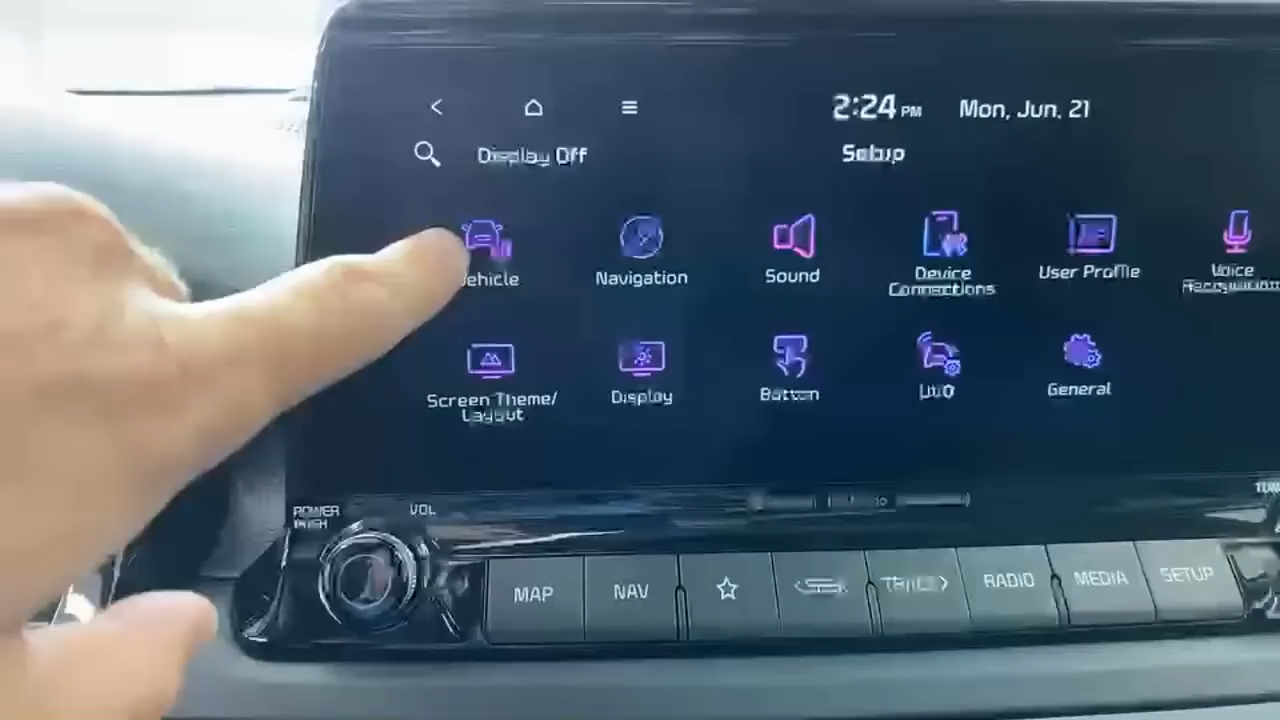 2:24 PM Mon, Jun. 21
Display Off
Setup
Navigation
Sound
Device
Connections
User Profile
Voice
Screen Theme/
Layout
Display
Button
UVO
General
POWER
PUSH
VOL
MAP
NAV
RADIO
MEDIA
SETUP